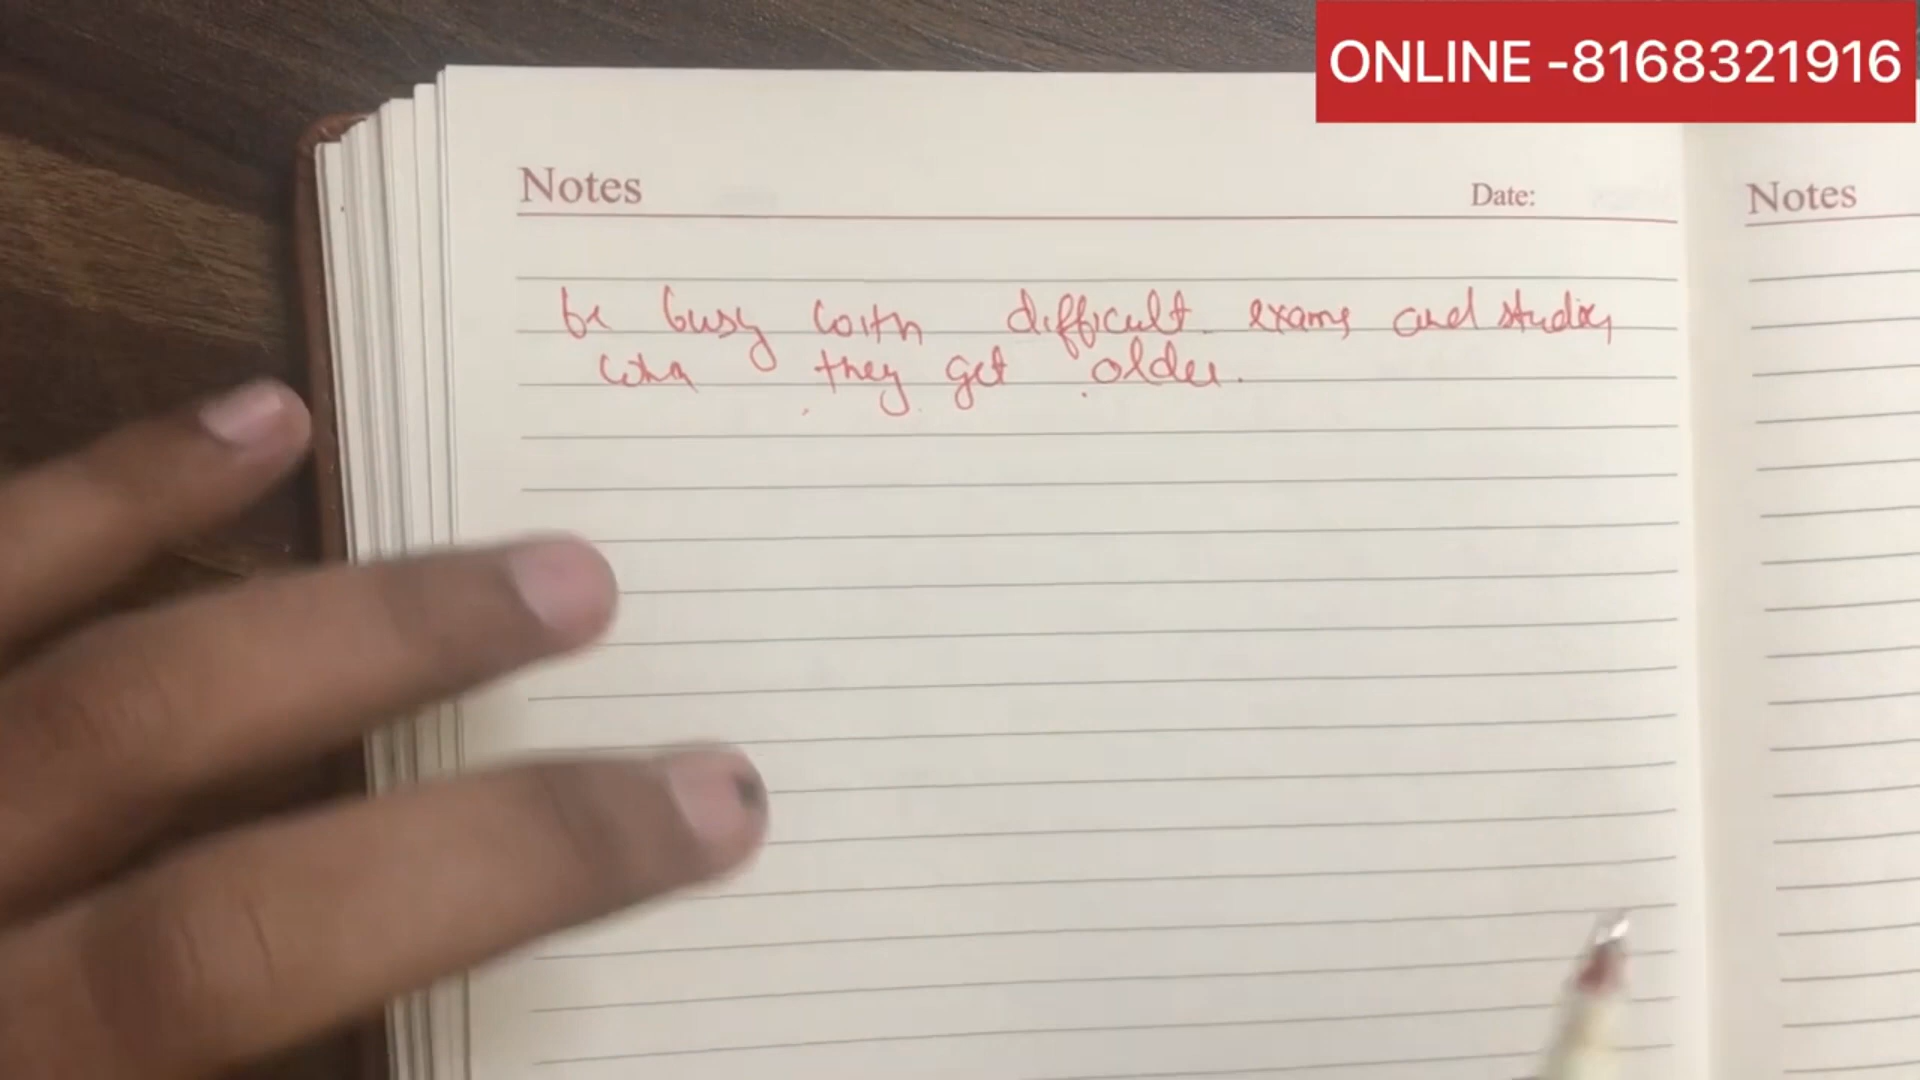 ONLINE -8168321916
Notes Date:
Notes
be busy with difficult exams and studies
when they get older.